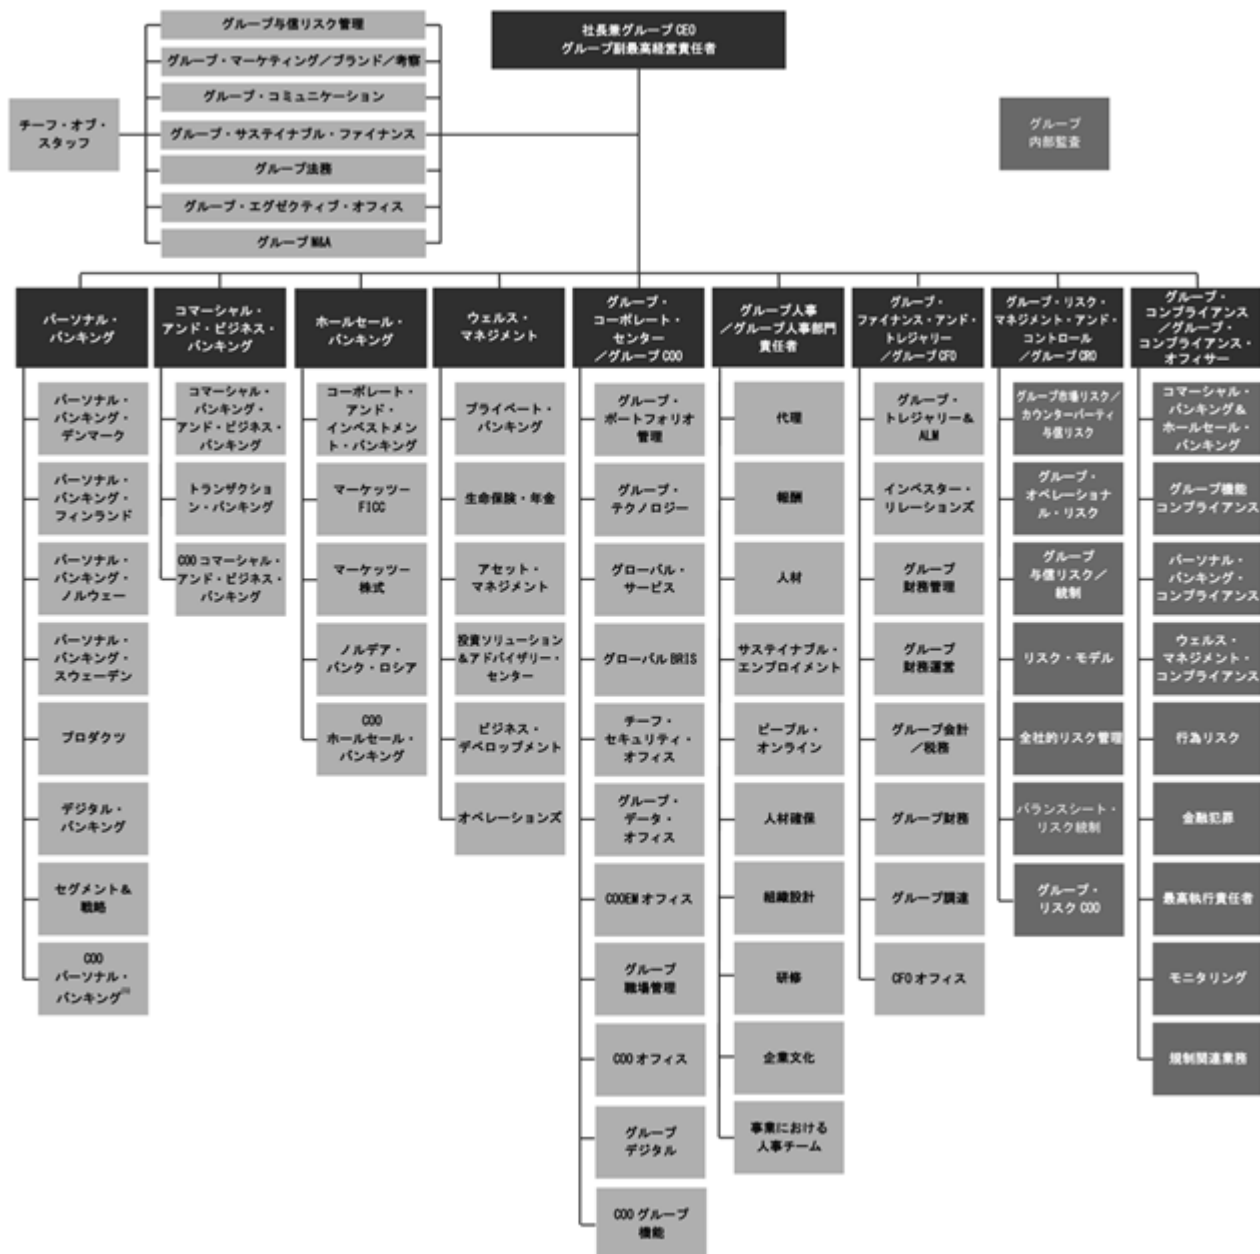 グループ与信リスク管理
グループ・マーケティング／ブランド／考察
グループ・コミュニケーション
グループ・サステイナブル・ファイナンス
グループ法務
グループ・エグゼクティブ・オフィス
グループ M&A
チーフ・オブ・
スタッフ
社長兼グループ CEO
グループ副最高経営責任者
グループ
内部監査
パーソナル・
バンキング
パーソナル・
バンキング・
デンマーク
パーソナル・
バンキング・
フィンランド
パーソナル・
バンキング・
ノルウェー
パーソナル・
バンキング・
スウェーデン
プロダクツ
デジタル・
バンキング
セグメント＆
戦略
COO
パーソナル・
バンキング
コマーシャル・
アンド・ビジネス・
バンキング
コマーシャル・
バンキング・
アンド・ビジネス・
バンキング
トランザクショ
ン・バンキング
COO コマーシャル・
アンド・ビジネス・
バンキング
ホールセール・
バンキング
コーポレート・
アンド・
インベストメン
ト・バンキング
マーケッツー
FICC
マーケッツー
株式
ノルデア・
バンク・ロシア
COO
ホールセール・
バンキング
ウェルス・
マネジメント
プライベート・
バンキング
生命保険・年金
アセット・
マネジメント
投資ソリューション
＆アドバイザリー・
センター
ビジネス・
デベロップメント
オペレーションズ
グループ・
コーポレート・
センター
／グループ COO
グループ・
ポートフォリオ
管理
グループ・
テクノロジー
グローバル・
サービス
グローバル BRIS
チーフ・
セキュリティ・
オフィス
グループ・
データ・
オフィス
COOEM オフィス
グループ
職場管理
COO オフィス
グループ
デジタル
COO グループ
機能
グループ人事
／グループ人事部門
責任者
代理
報酬
人材
サステイナブル・
エンプロイメント
ピープル・
オンライン
人材確保
組織設計
研修
企業文化
事業における
人事チーム
グループ・
ファイナンス・アンド・
トレジャリー
／グループ CFO
グループ・
トレジャリー＆
ALM
インベスター・
リレーションズ
グループ
財務管理
グループ
財務運営
グループ会計
／税務
グループ財務
グループ調達
CFO オフィス
グループ・リスク・
マネジメント・アンド・
コントロール
／グループ CRO
グループ市場リスク／
カウンターパーティ
与信リスク
グループ・
オペレーショナ
ル・リスク
グループ
与信リスク／
統制
リスク・モデル
全社的リスク管理
バランスシート・
リスク統制
グループ・
リスク COO
グループ・
コンプライアンス
／グループ・
コンプライアンス・
オフィサー
コマーシャル・
バンキング＆
ホールセール・
バンキング
グループ機能
コンプライアンス
パーソナル・
バンキング・
コンプライアンス
ウェルス・
マネジメント・
コンプライアンス
行為リスク
金融犯罪
最高執行責任者
モニタリング
規制関連業務